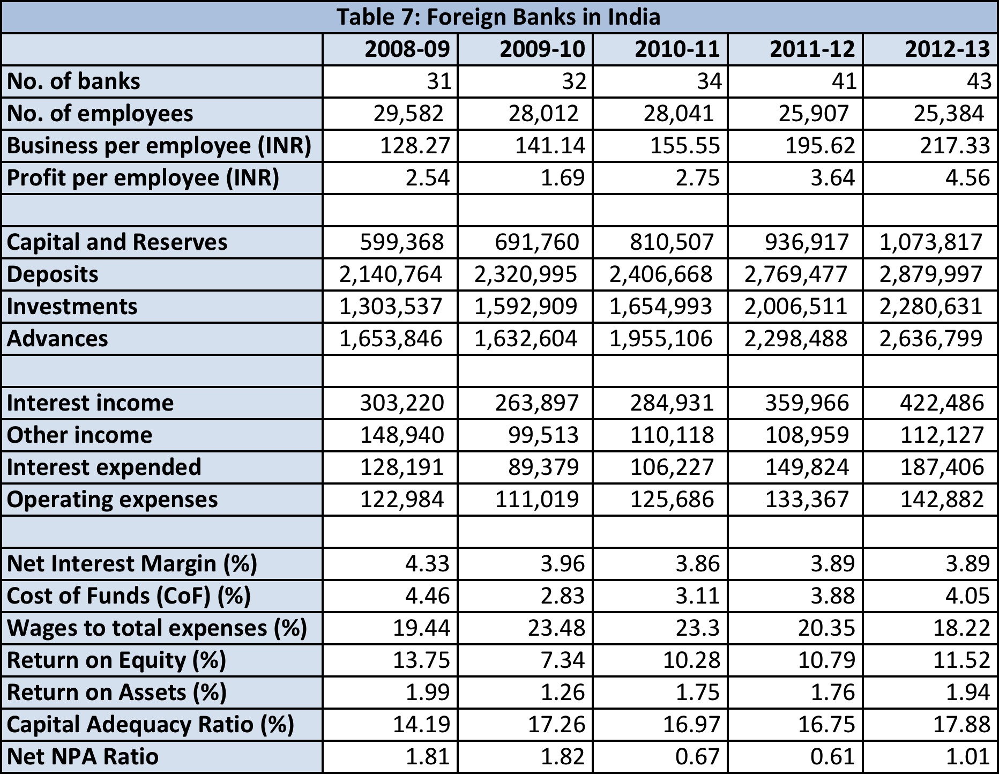 Table 7: Foreign Banks in India
2008-09 2009-10 2010-11 2011-12 2012-13
No. of banks 31 32 34 41 43
No. of employees 29,582 28,012 28,041 25,907 25,384
Business per employee (INR) 128.27 141.14 155.55 195.62 217.33
Profit per employee (INR) 2.54 1.69 2.75 3.64 4.56
Capital and Reserves 599,368 691,760 810,507 936,917 1,073,817
Deposits 2,140,764 2,320,995 2,406,668 2,769,477 2,879,997
Investments 1,303,537 1,592,909 1,654,993 2,006,511 2,280,631
Advances 1,653,846 1,632,604 1,955,106 2,298,488 2,636,799
Interest income 303,220 263,897 284,931 359,966 422,486
Other income 148,940 99,513 110,118 108,959 112,127
Interest expended 128,191 89,379 106,227 149,824 187,406
Operating expenses 122,984 111,019 125,686 133,367 142,882
Net Interest Margin (%) 4.33 3.96 3.86 3.89 3.89
Cost of Funds (CoF) (%) 4.46 2.83 3.11 3.88 4.05
Wages to total expenses (%) 19.44 23.48 23.3 20.35 18.22
Return on Equity (%) 13.75 7.34 10.28 10.79 11.52
Return on Assets (%) 1.99 1.26 1.75 1.76 1.94
Capital Adequacy Ratio (%) 14.19 17.26 16.97 16.75 17.88
Net NPA Ratio 1.81 1.82 0.67 0.61 1.01